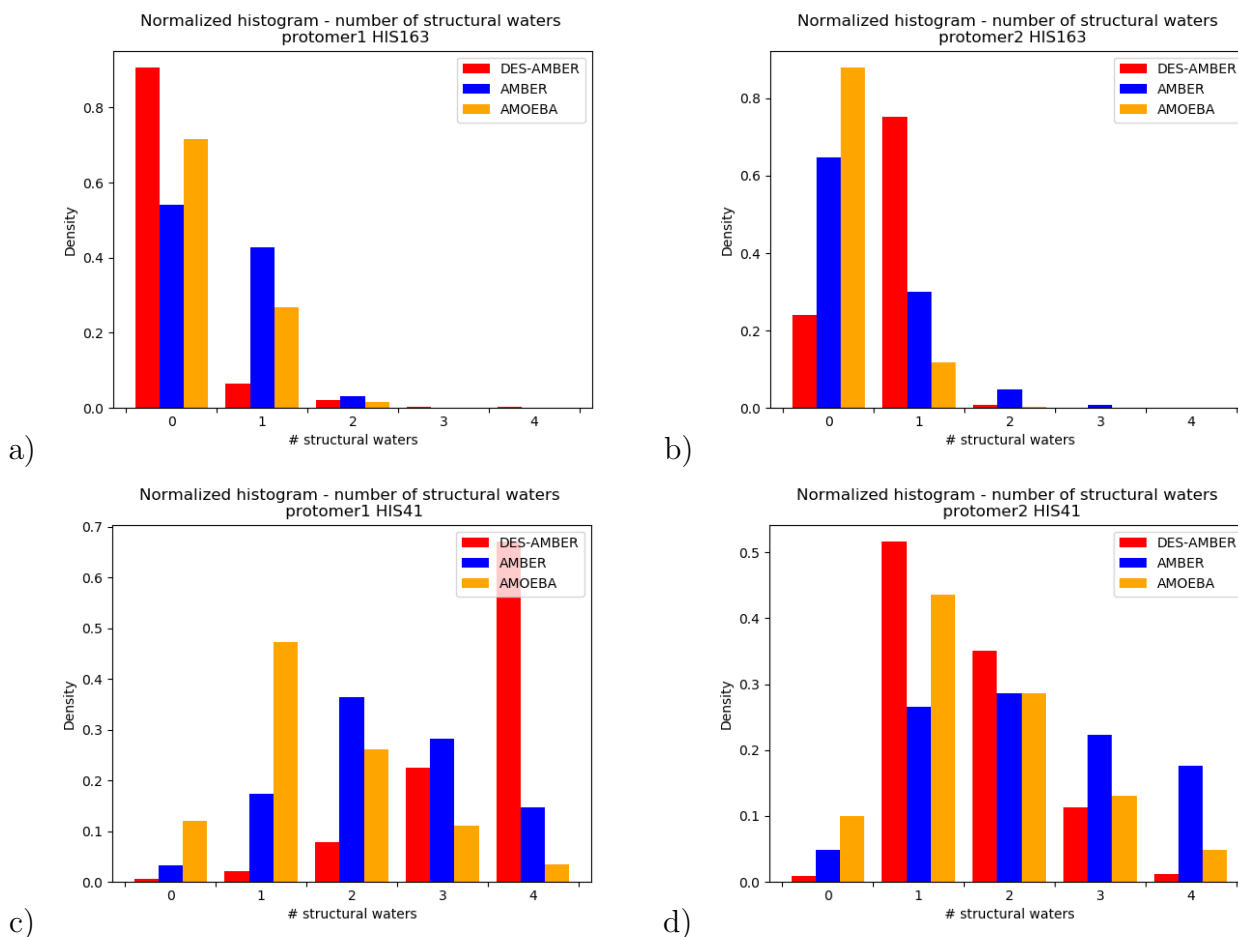 Normalized histogram - number of structural waters
protomer1 HIS163
DES-AMBER
AMBER
AMOEBA
Density
0.8
0.6
0.4
0.2
0.0
0 1 2 3 4
# structural waters
a)
Normalized histogram - number of structural waters
protomer2 HIS163
DES-AMBER
AMBER
AMOEBA
Density
0.8
0.6
0.4
0.2
0.0
0 1 2 3 4
# structural waters
b)
Normalized histogram - number of structural waters
protomer1 HIS41
DES-AMBER
AMBER
AMOEBA
Density
0.7
0.6
0.5
0.4
0.3
0.2
0.1
0.0
0 1 2 3 4
# structural waters
c)
Normalized histogram - number of structural waters
protomer2 HIS41
DES-AMBER
AMBER
AMOEBA
Density
0.5
0.4
0.3
0.2
0.1
0.0
0 1 2 3 4
# structural waters
d)